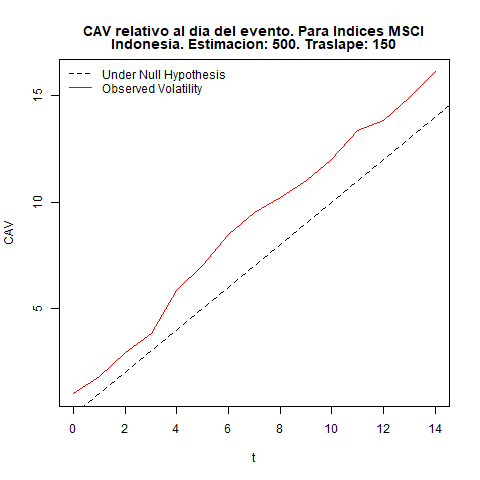 CAV relativo al dia del evento. Para Indices MSCI
Indonesia. Estimacion: 500. Traslape: 150
Under Null Hypothesis
Observed Volatility
CAV
15
10
5
0 2 4 6 8 10 12 14
t